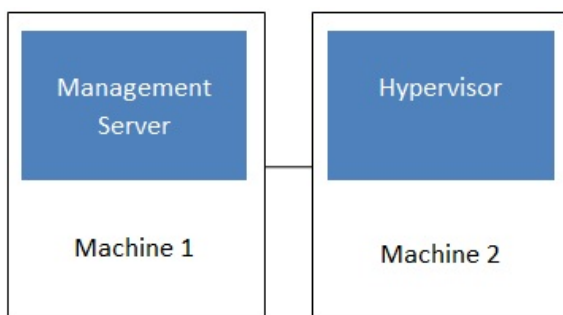 Management
Server
Machine 1
Hypervisor
Machine 2